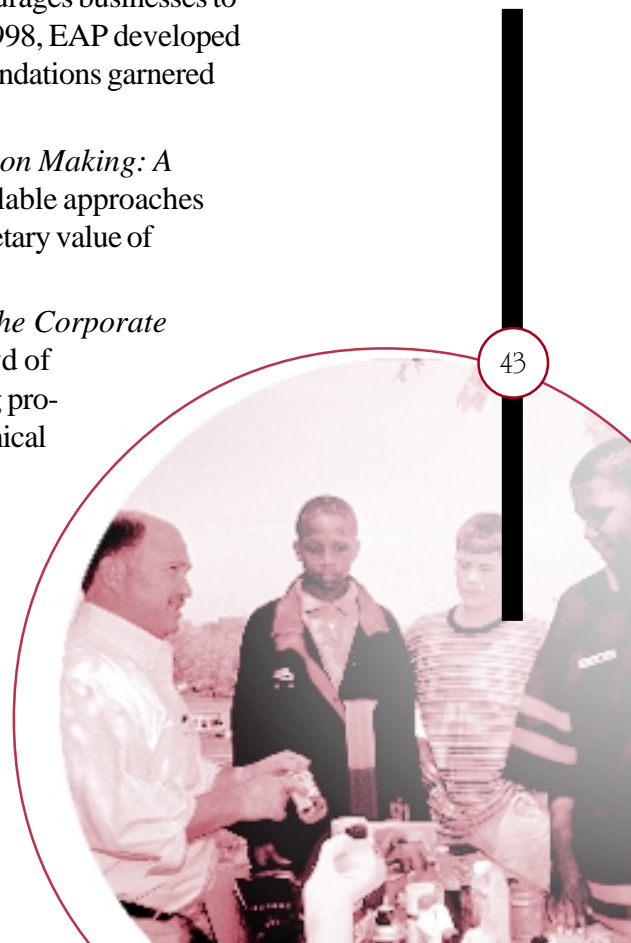 urages businesses to
998, EAP developed
ndations garnered
on Making: A
lable approaches
etary value of
he Corporate
d of
pro-
ical
43